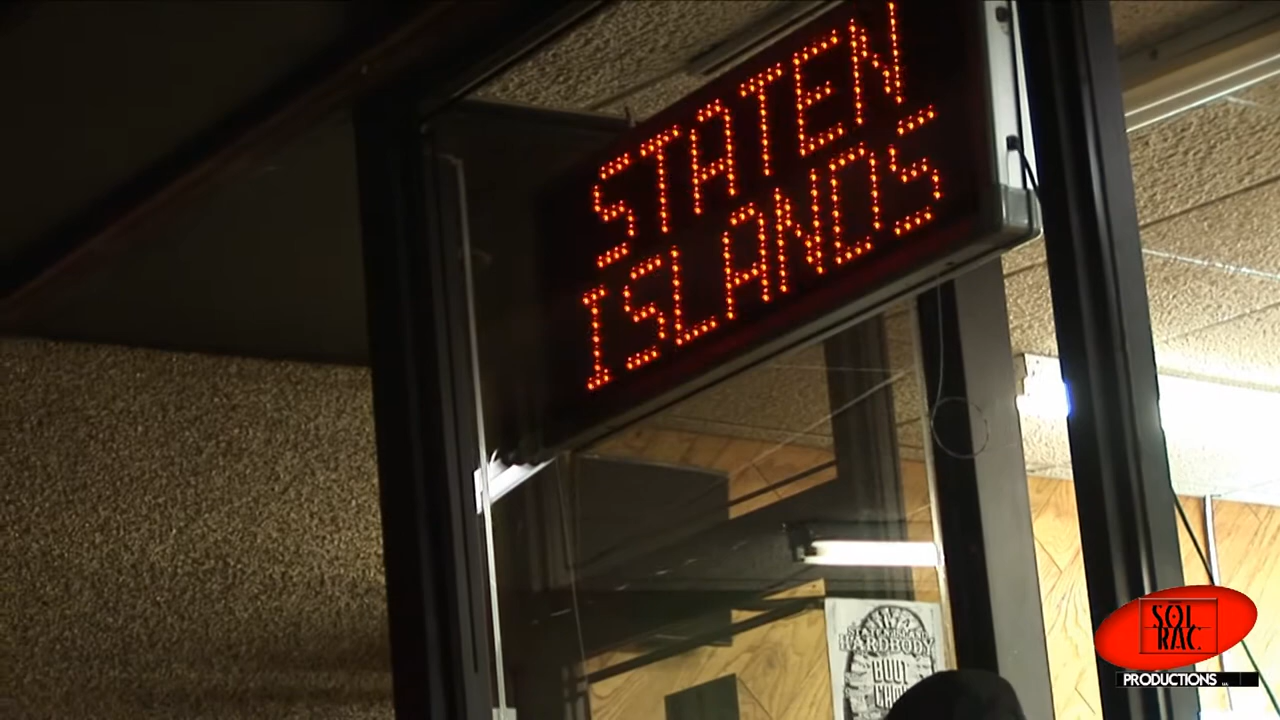 STATEN
ISLANDS
HARDBODY
BOOT
CAMP
SOL
RAC
PRODUCTIONS